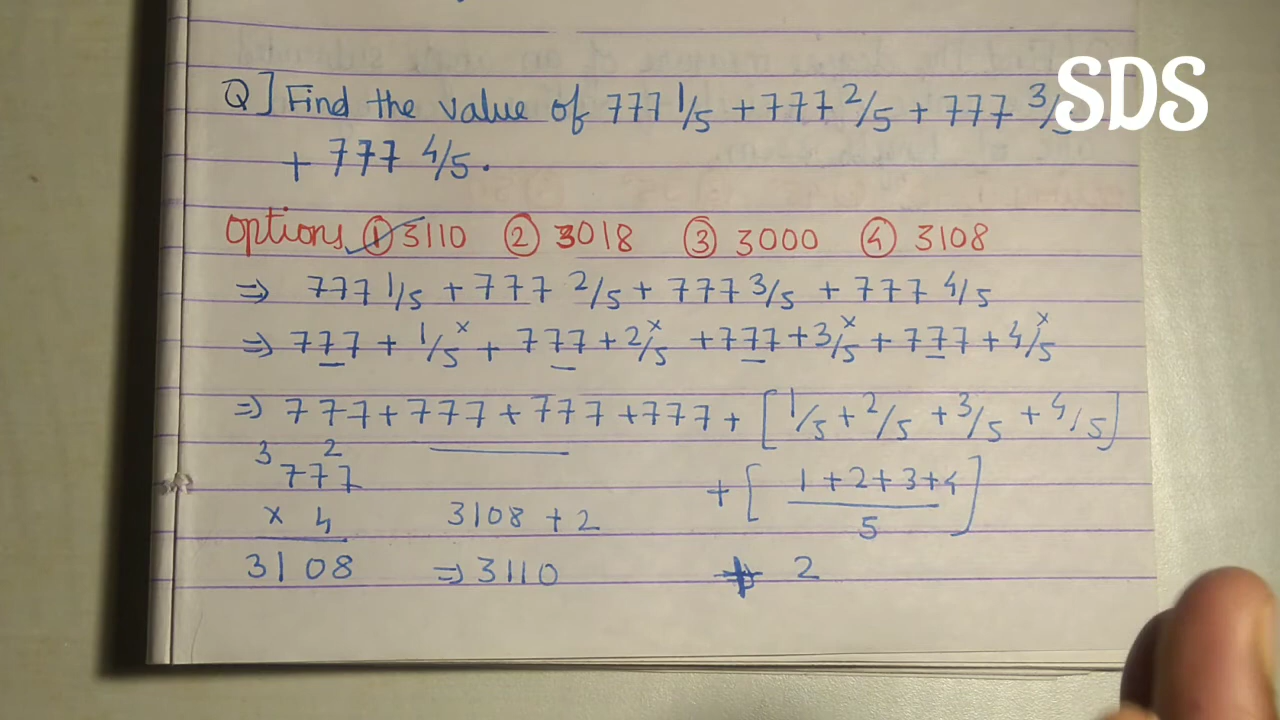 SDS
Q] Find the value of 777 1/5 + 777 2/5 + 777 3/5
+ 777 4/5.
options ① 3110 ② 3018 ③ 3000 ④ 3108
⇒ 777 1/5 + 777 2/5 + 777 3/5 + 777 4/5
⇒ 777 + 1/5 + 777 + 2/5 + 777 + 3/5 + 777 + 4/5
⇒ 777 + 777 + 777 + 777 + [1/5 + 2/5 + 3/5 + 4/5]
3 2
777
x 4
3108
3108 + 2
⇒ 3110
+ [1 + 2 + 3 + 4 / 5]
+ 2